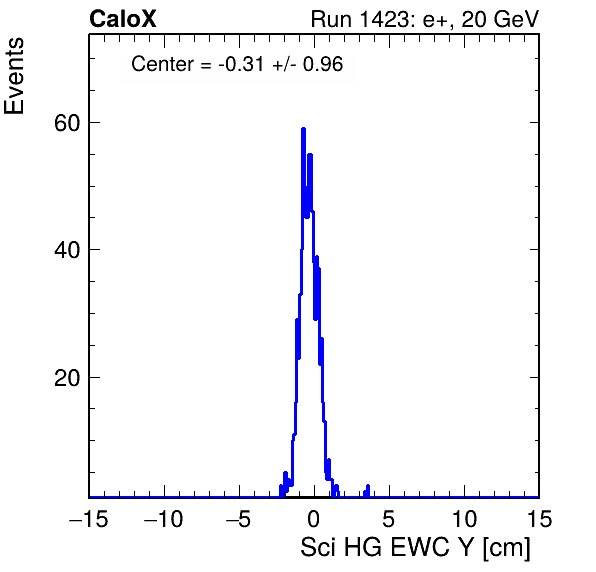 CaloX Run 1423: e+, 20 GeV
Center = -0.31 +/- 0.96
Events
60
40
20
−15 −10 −5 0 5 10 15
Sci HG EWC Y [cm]